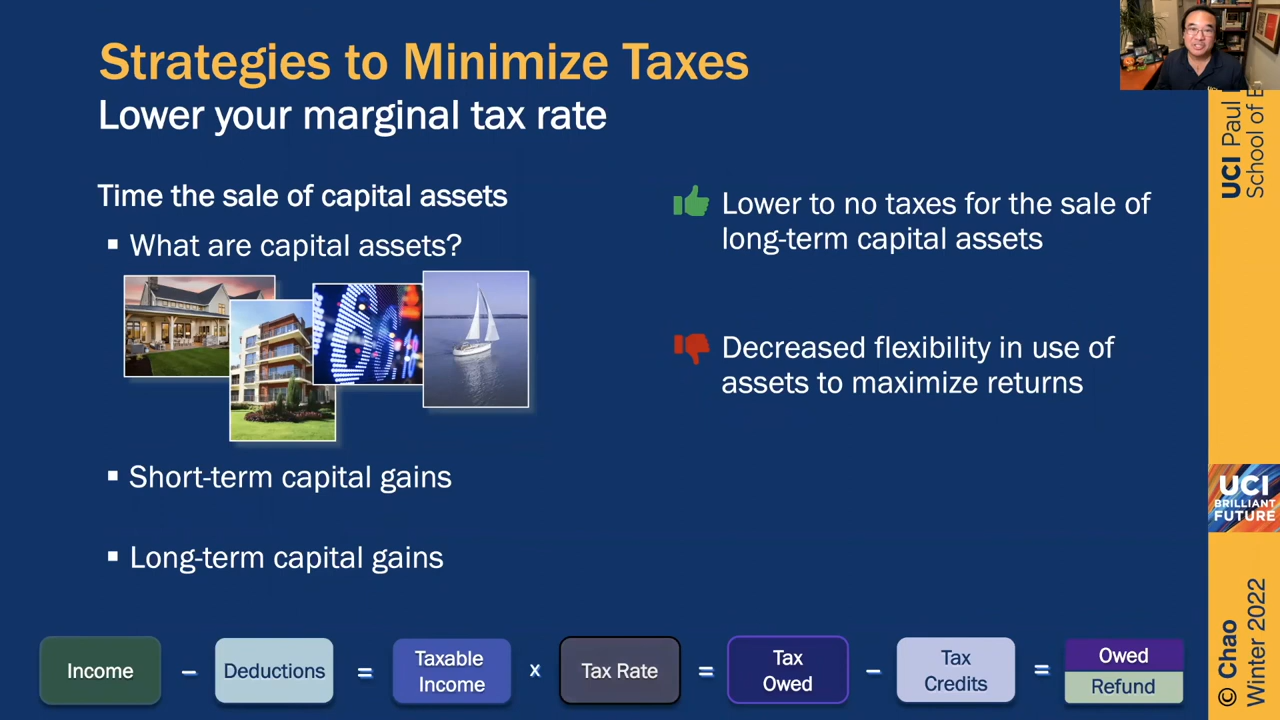 Strategies to Minimize Taxes
Lower your marginal tax rate
Time the sale of capital assets
▪ What are capital assets?
▪ Short-term capital gains
▪ Long-term capital gains
Lower to no taxes for the sale of
long-term capital assets
Decreased flexibility in use of
assets to maximize returns
Income
–
Deductions
=
Taxable
Income
x
Tax Rate
=
Tax
Owed
–
Tax
Credits
=
Owed
Refund
UCI Paul
School of
UCI
BRILLIANT
FUTURE
© Chao
Winter 2022